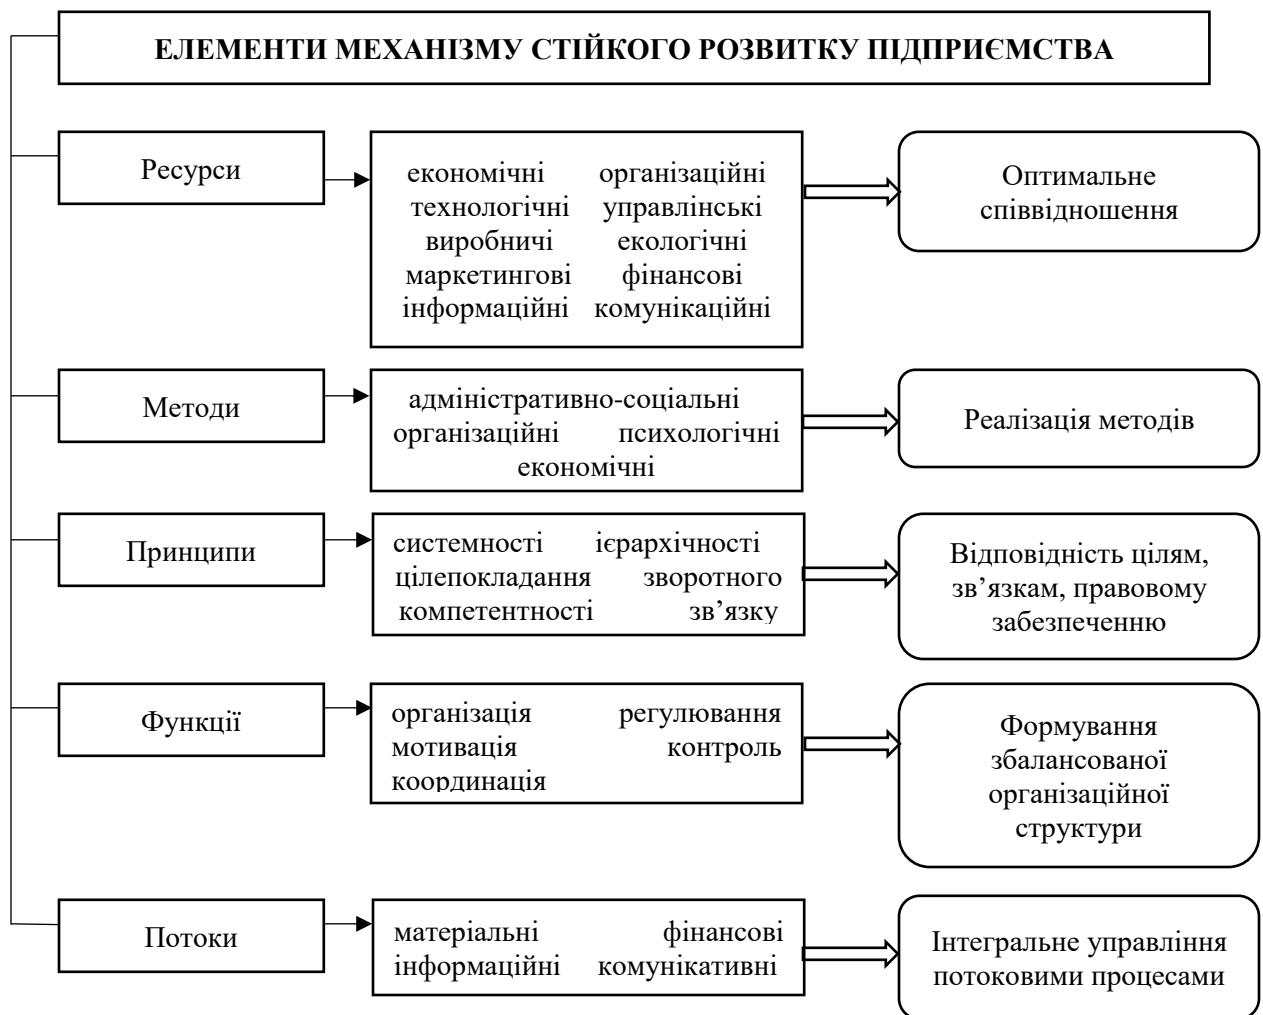 ЕЛЕМЕНТИ МЕХАНІЗМУ СТІЙКОГО РОЗВИТКУ ПІДПРИЄМСТВА
Ресурси
економічні організаційні
технологічні управлінські
виробничі екологічні
маркетингові фінансові
інформаційні комунікаційні
Оптимальне
співвідношення
Методи
адміністративно-соціальні
організаційні психологічні
економічні
Реалізація методів
Принципи
системності ієрархічності
цілепокладання зворотного
компетентності зв’язку
Відповідність цілям,
зв’язкам, правовому
забезпеченню
Функції
організація регулювання
мотивація контроль
координація
Формування
збалансованої
організаційної
структури
Потоки
матеріальні фінансові
інформаційні комунікативні
Інтегральне управління
потоковими процесами